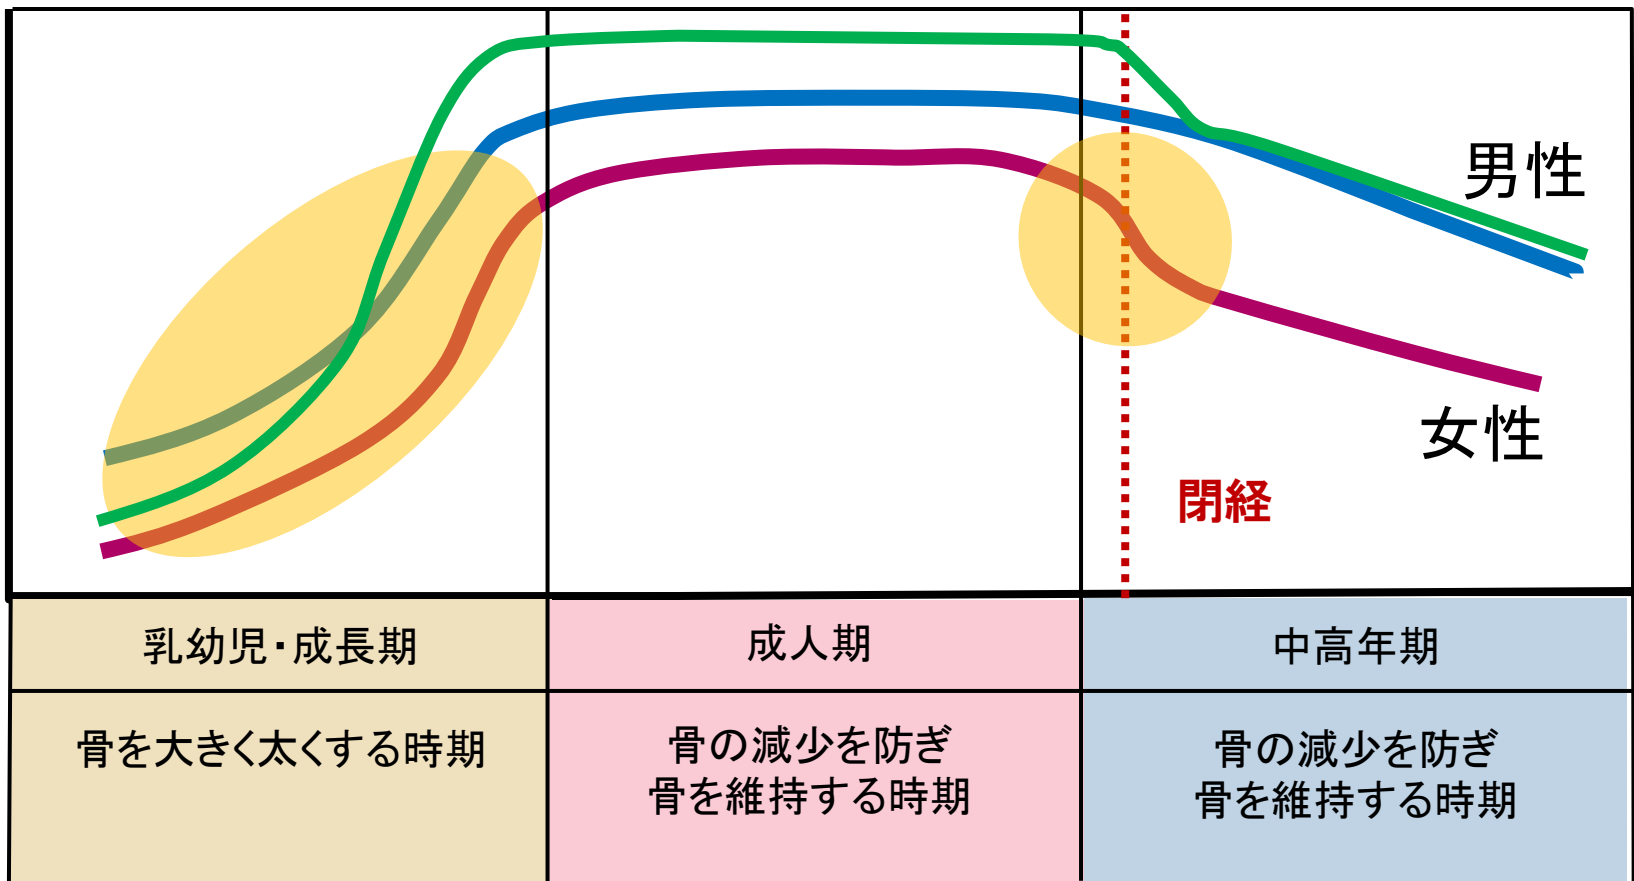 男性
女性
閉経
乳幼児・成長期
成人期
中高年期
骨を大きく太くする時期
骨の減少を防ぎ
骨を維持する時期
骨の減少を防ぎ
骨を維持する時期